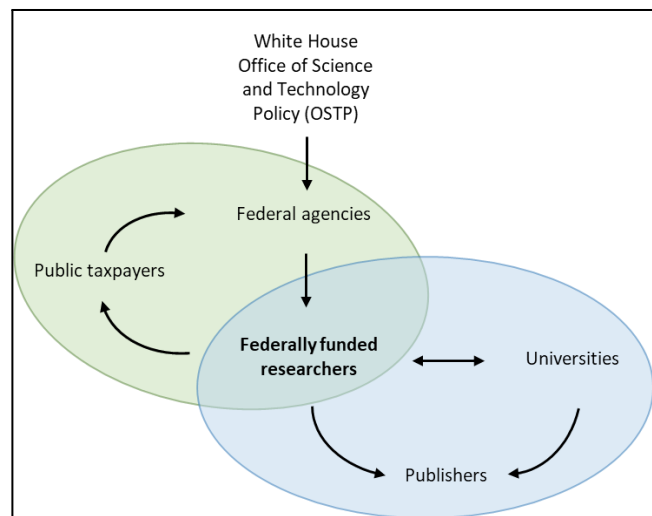 White House
Office of Science
and Technology
Policy (OSTP)
Federal agencies
Public taxpayers
Federally funded
researchers
Universities
Publishers